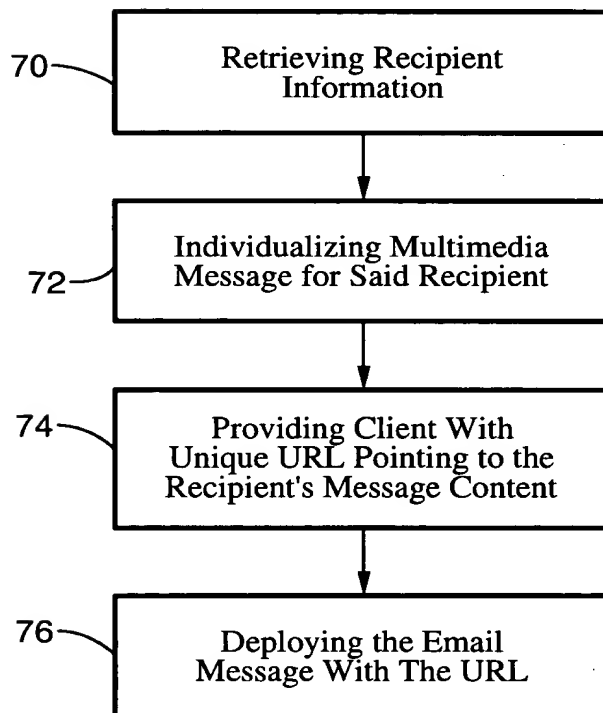 70
Retrieving Recipient
Information
72
Individualizing Multimedia
Message for Said Recipient
74
Providing Client With
Unique URL Pointing to the
Recipient's Message Content
76
Deploying the Email
Message With The URL